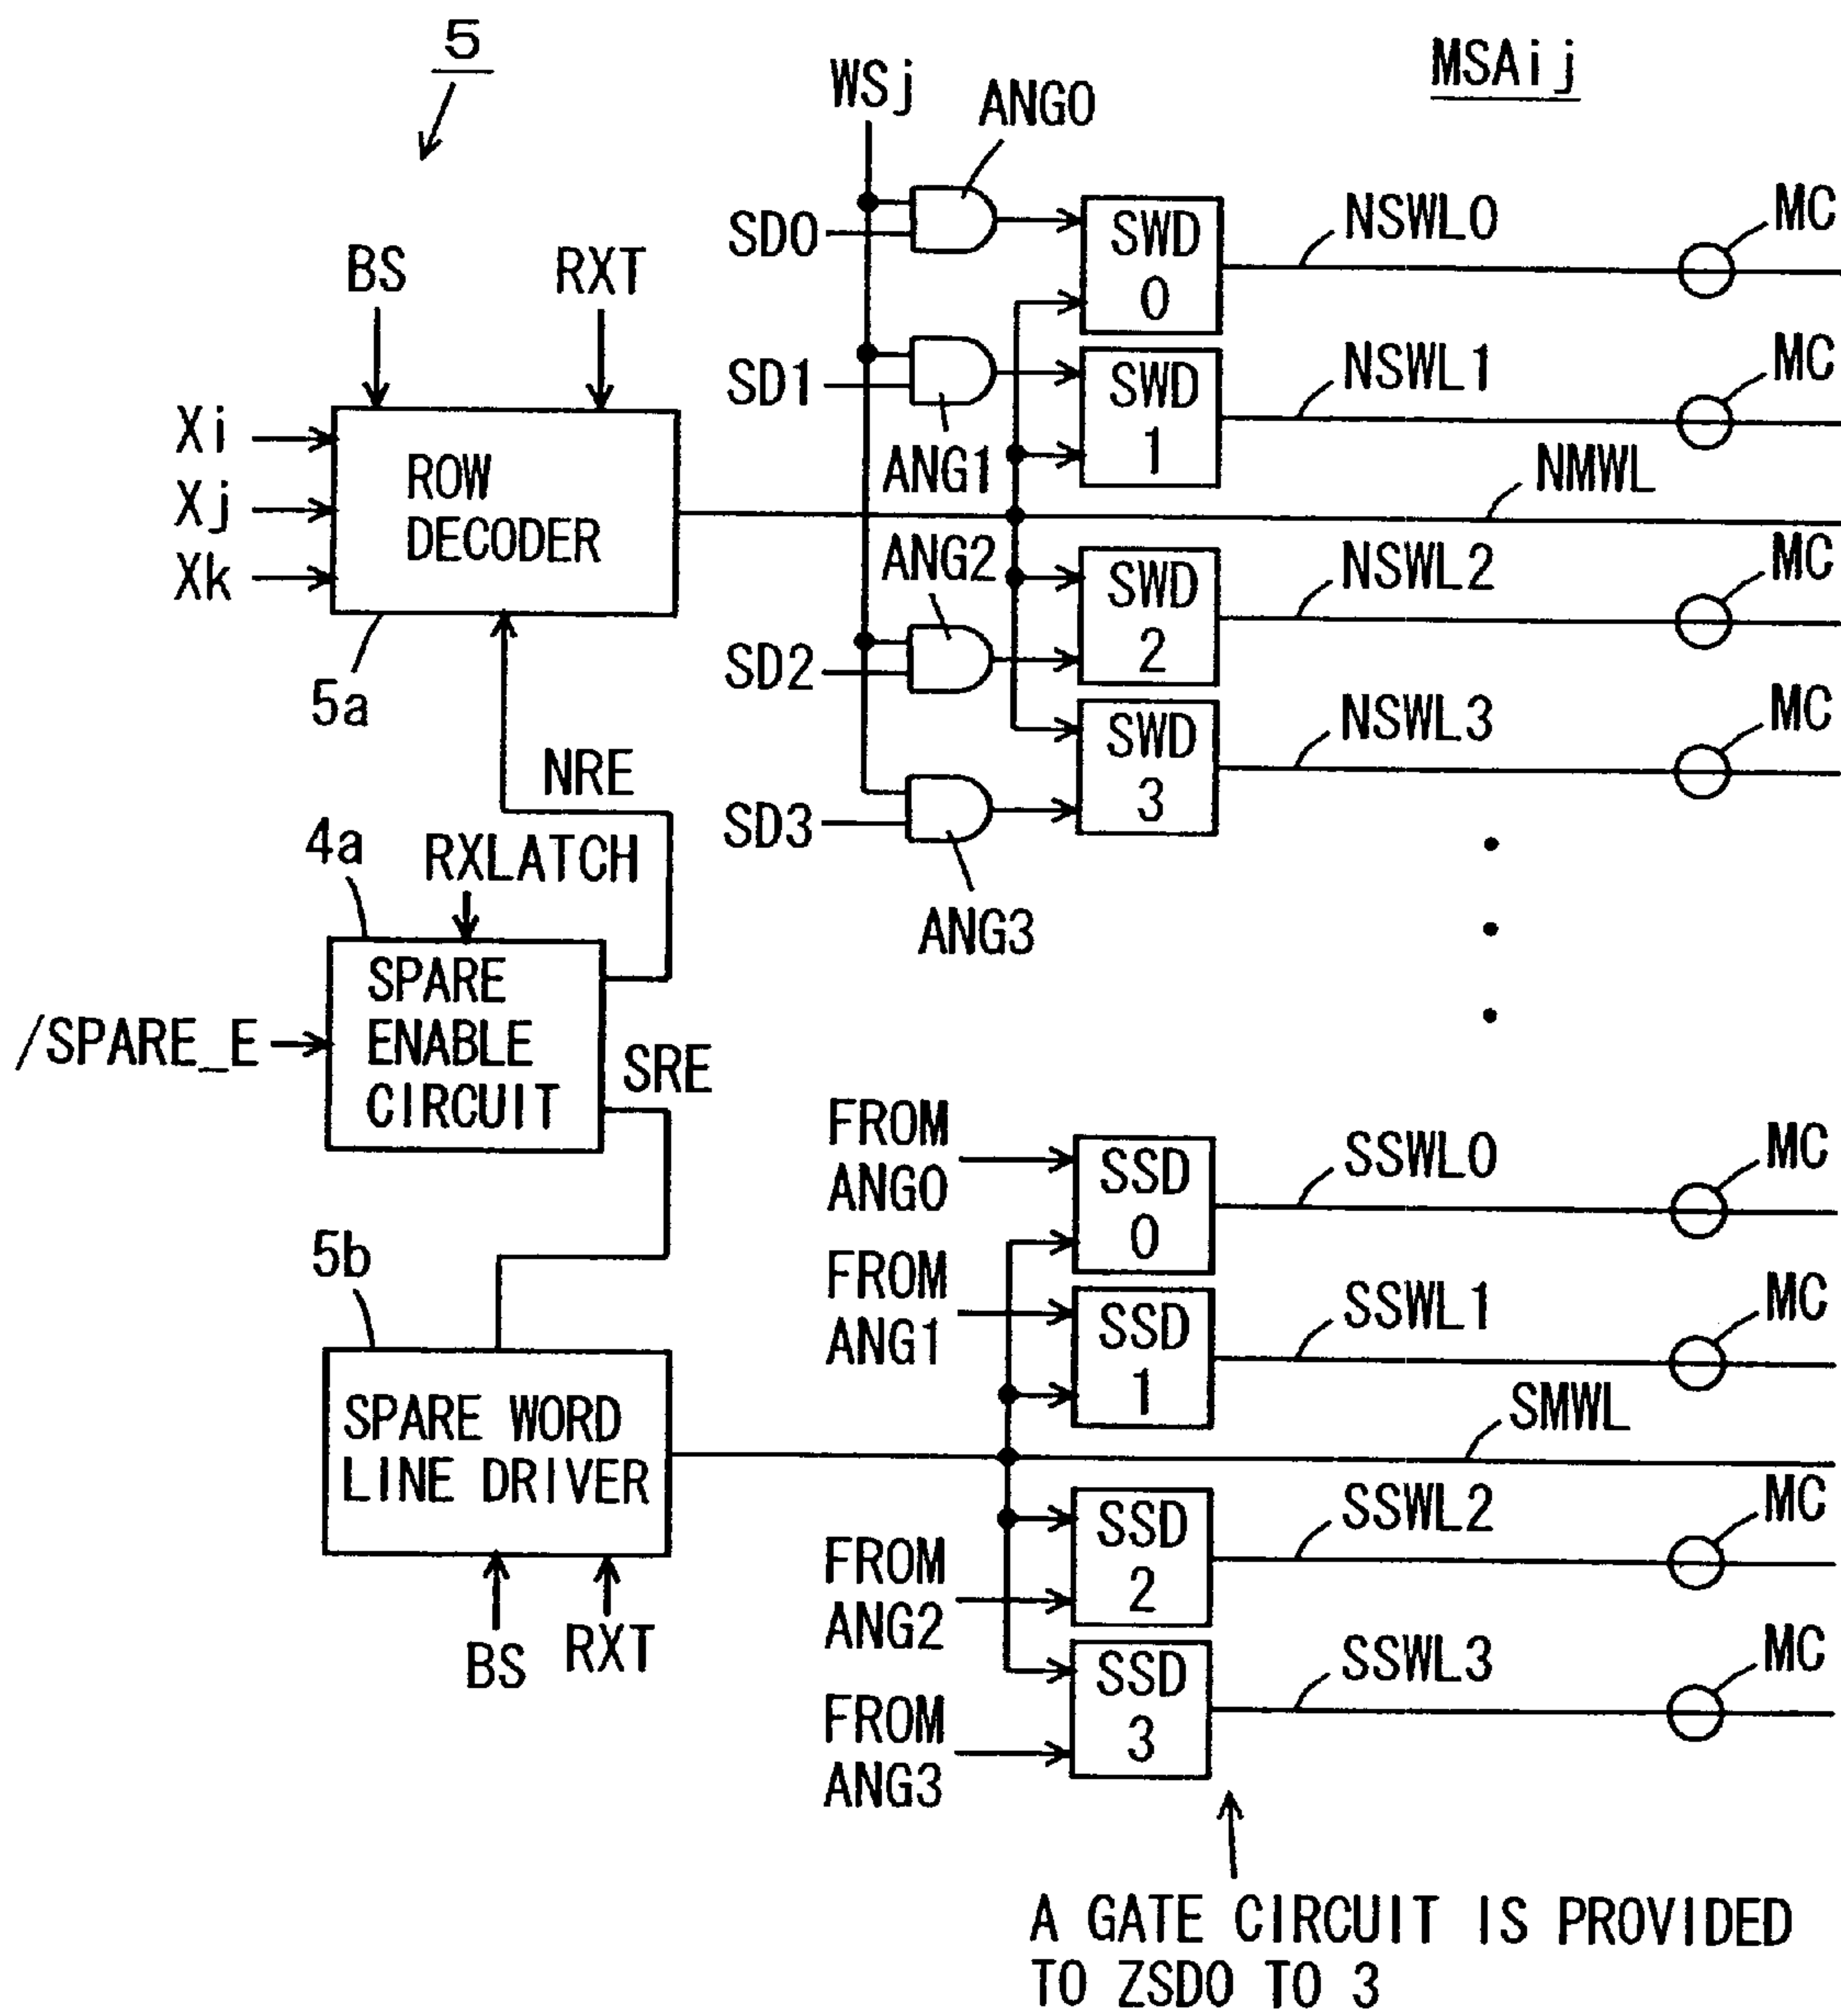 5
MSAij
WSj
ANG0
SD0
SWD
0
NSWL0
MC
BS
RXT
SD1
SWD
1
NSWL1
MC
Xi
Xj
Xk
ROW
DECODER
5a
ANG1
NMWL
ANG2
SD2
SWD
2
NSWL2
MC
SD3
SWD
3
NSWL3
MC
ANG3
NRE
4a
RXLATCH
/SPARE_E
SPARE
ENABLE
CIRCUIT
SRE
FROM
ANG0
SSD
0
SSWL0
MC
5b
FROM
ANG1
SSD
1
SSWL1
MC
SPARE WORD
LINE DRIVER
SMWL
BS
RXT
FROM
ANG2
SSD
2
SSWL2
MC
FROM
ANG3
SSD
3
SSWL3
MC
A GATE CIRCUIT IS PROVIDED
TO ZSD0 TO 3